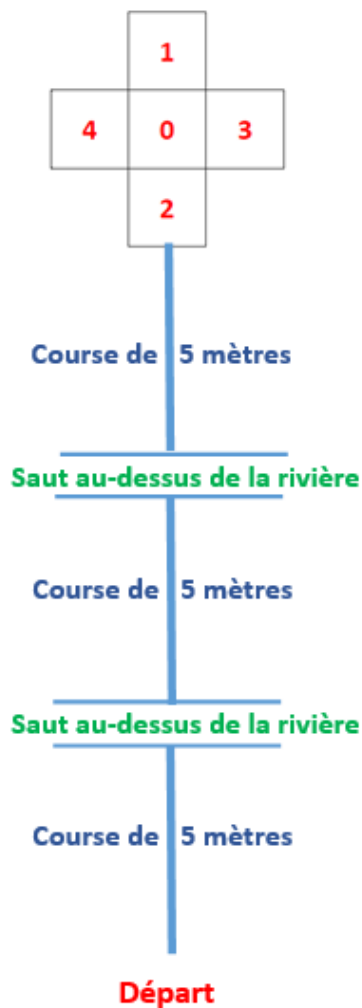 1
4 0 3
2
Course de 5 mètres
Saut au-dessus de la rivière
Course de 5 mètres
Saut au-dessus de la rivière
Course de 5 mètres
Départ